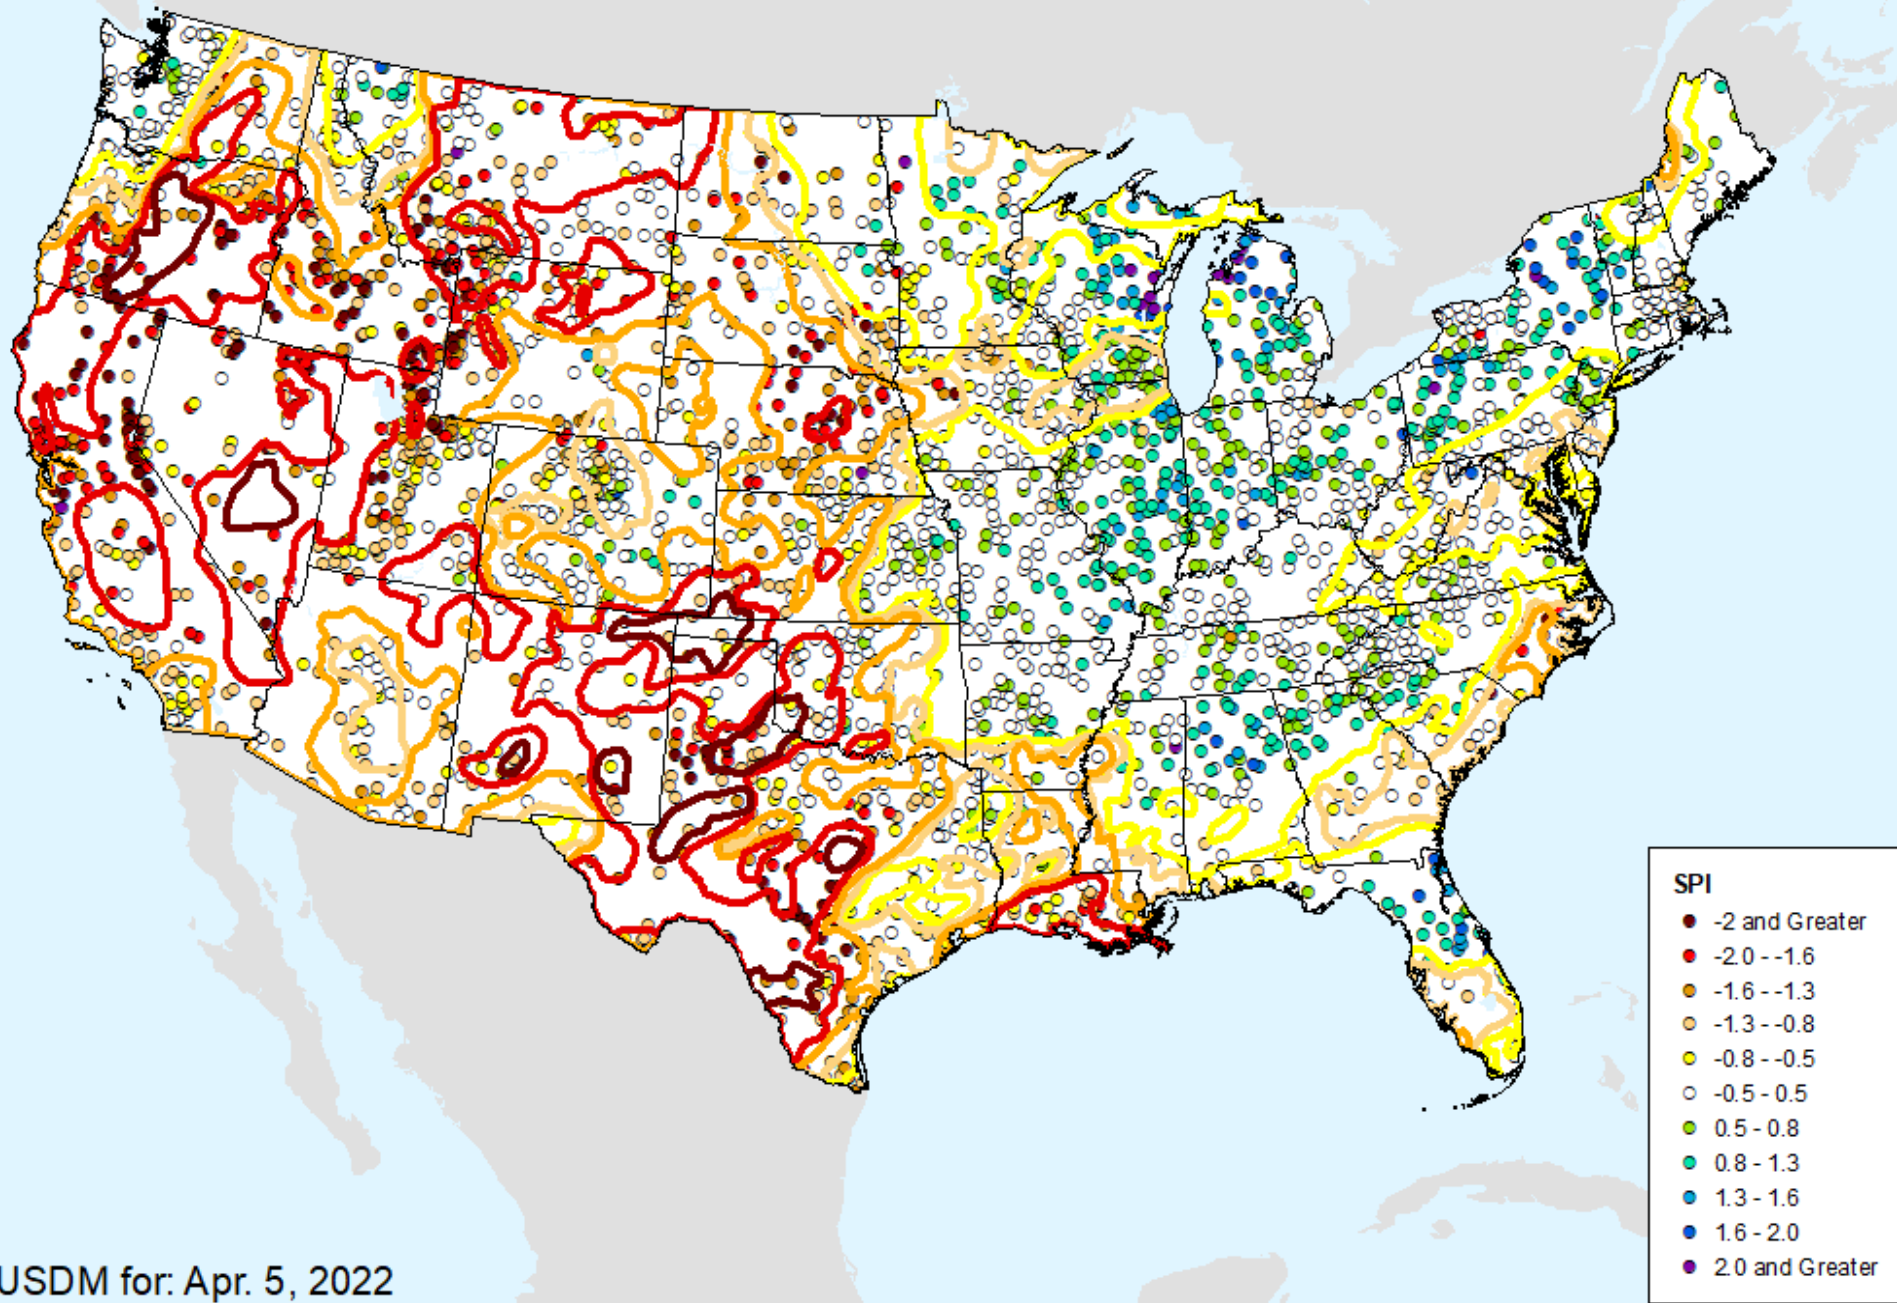 SPI
-2 and Greater
-2.0 - -1.6
-1.6 - -1.3
-1.3 - -0.8
-0.8 - -0.5
-0.5 - 0.5
0.5 - 0.8
0.8 - 1.3
1.3 - 1.6
1.6 - 2.0
2.0 and Greater
USDM for: Apr. 5, 2022